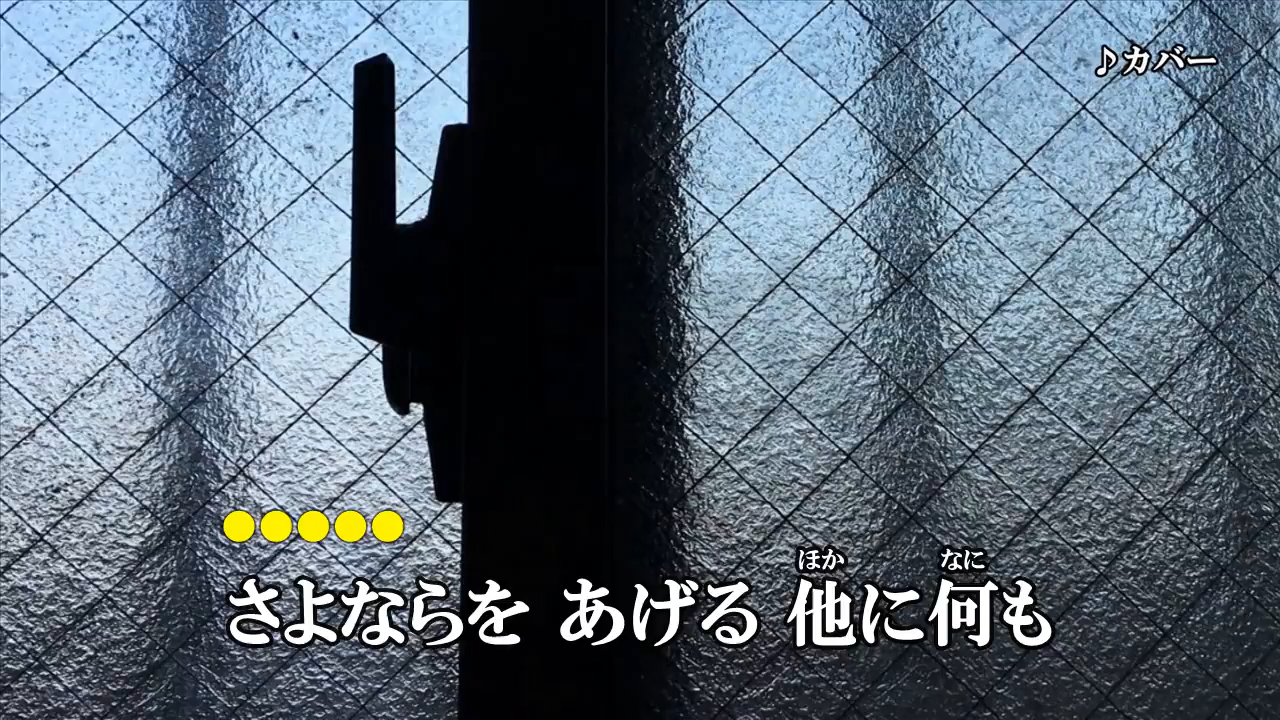 ♪カバー
ほか なに
さよならを あげる 他に何も